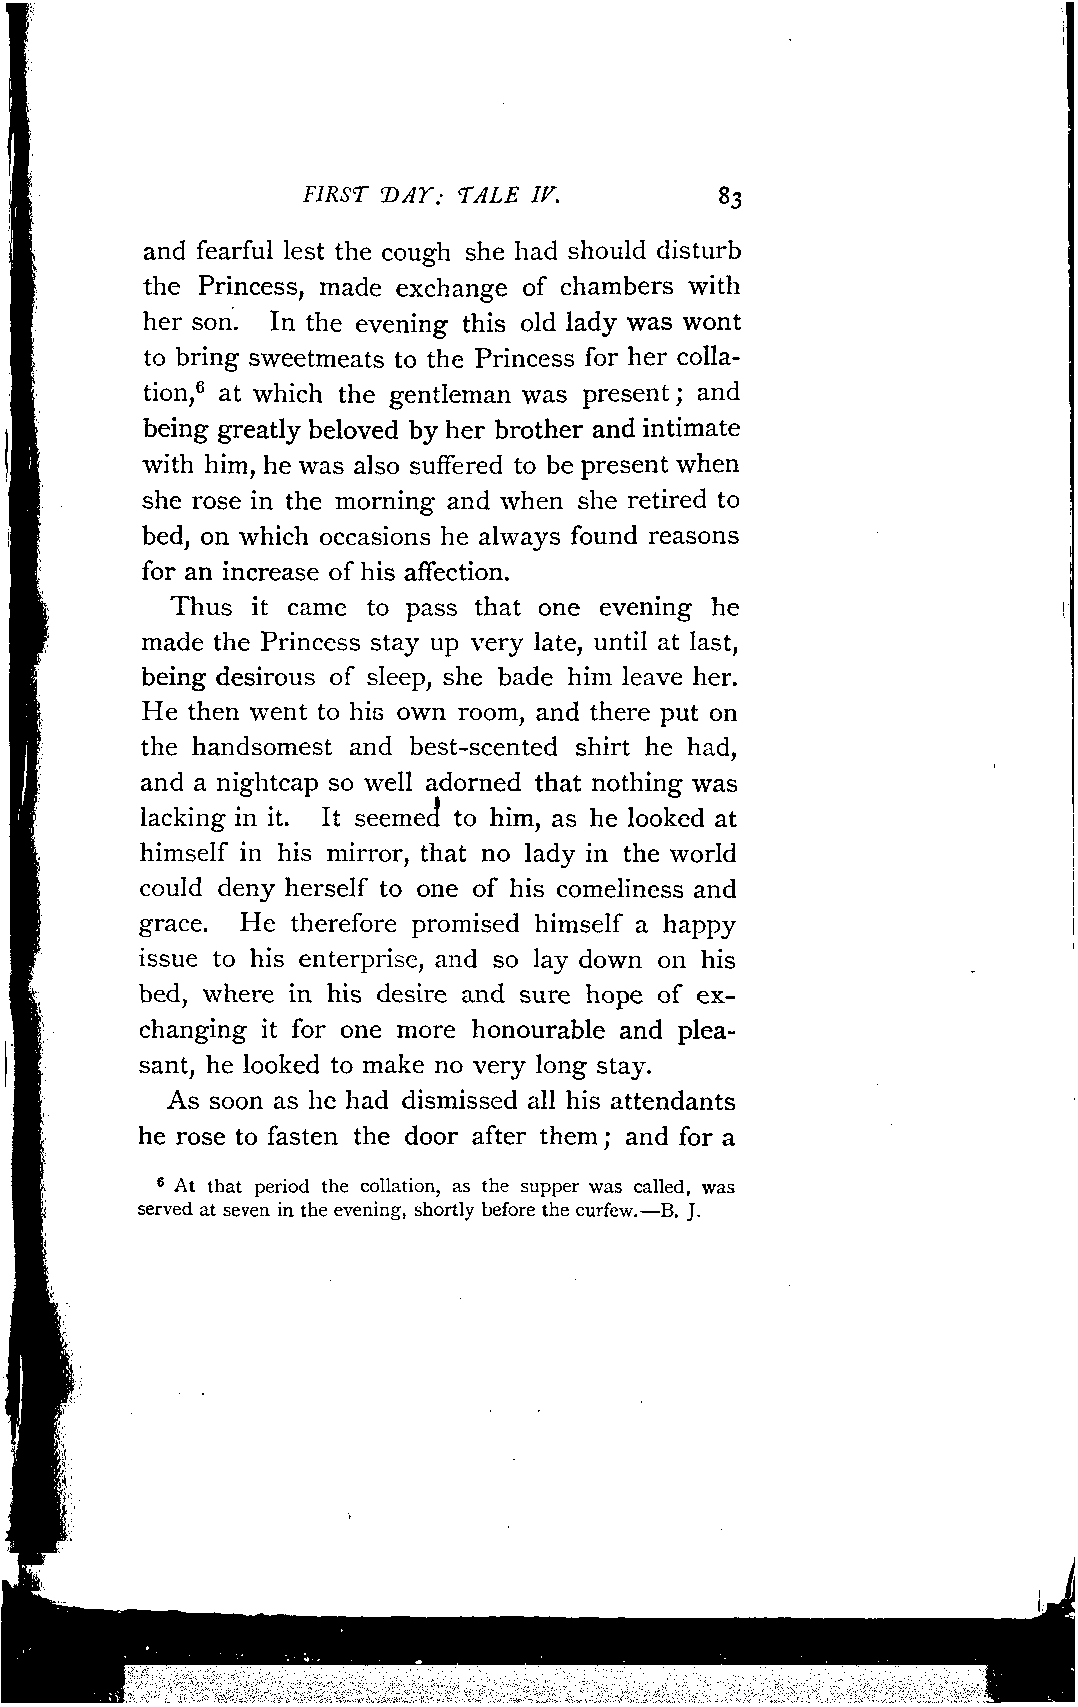 FIRST DAY: TALE IV. 83
and fearful lest the cough she had should disturb
the Princess, made exchange of chambers with
her son. In the evening this old lady was wont
to bring sweetmeats to the Princess for her colla-
tion,⁶ at which the gentleman was present; and
being greatly beloved by her brother and intimate
with him, he was also suffered to be present when
she rose in the morning and when she retired to
bed, on which occasions he always found reasons
for an increase of his affection.
Thus it came to pass that one evening he
made the Princess stay up very late, until at last,
being desirous of sleep, she bade him leave her.
He then went to his own room, and there put on
the handsomest and best-scented shirt he had,
and a nightcap so well adorned that nothing was
lacking in it. It seemed to him, as he looked at
himself in his mirror, that no lady in the world
could deny herself to one of his comeliness and
grace. He therefore promised himself a happy
issue to his enterprise, and so lay down on his
bed, where in his desire and sure hope of ex-
changing it for one more honourable and plea-
sant, he looked to make no very long stay.
As soon as he had dismissed all his attendants
he rose to fasten the door after them; and for a
⁶ At that period the collation, as the supper was called, was
served at seven in the evening, shortly before the curfew.—B. J.